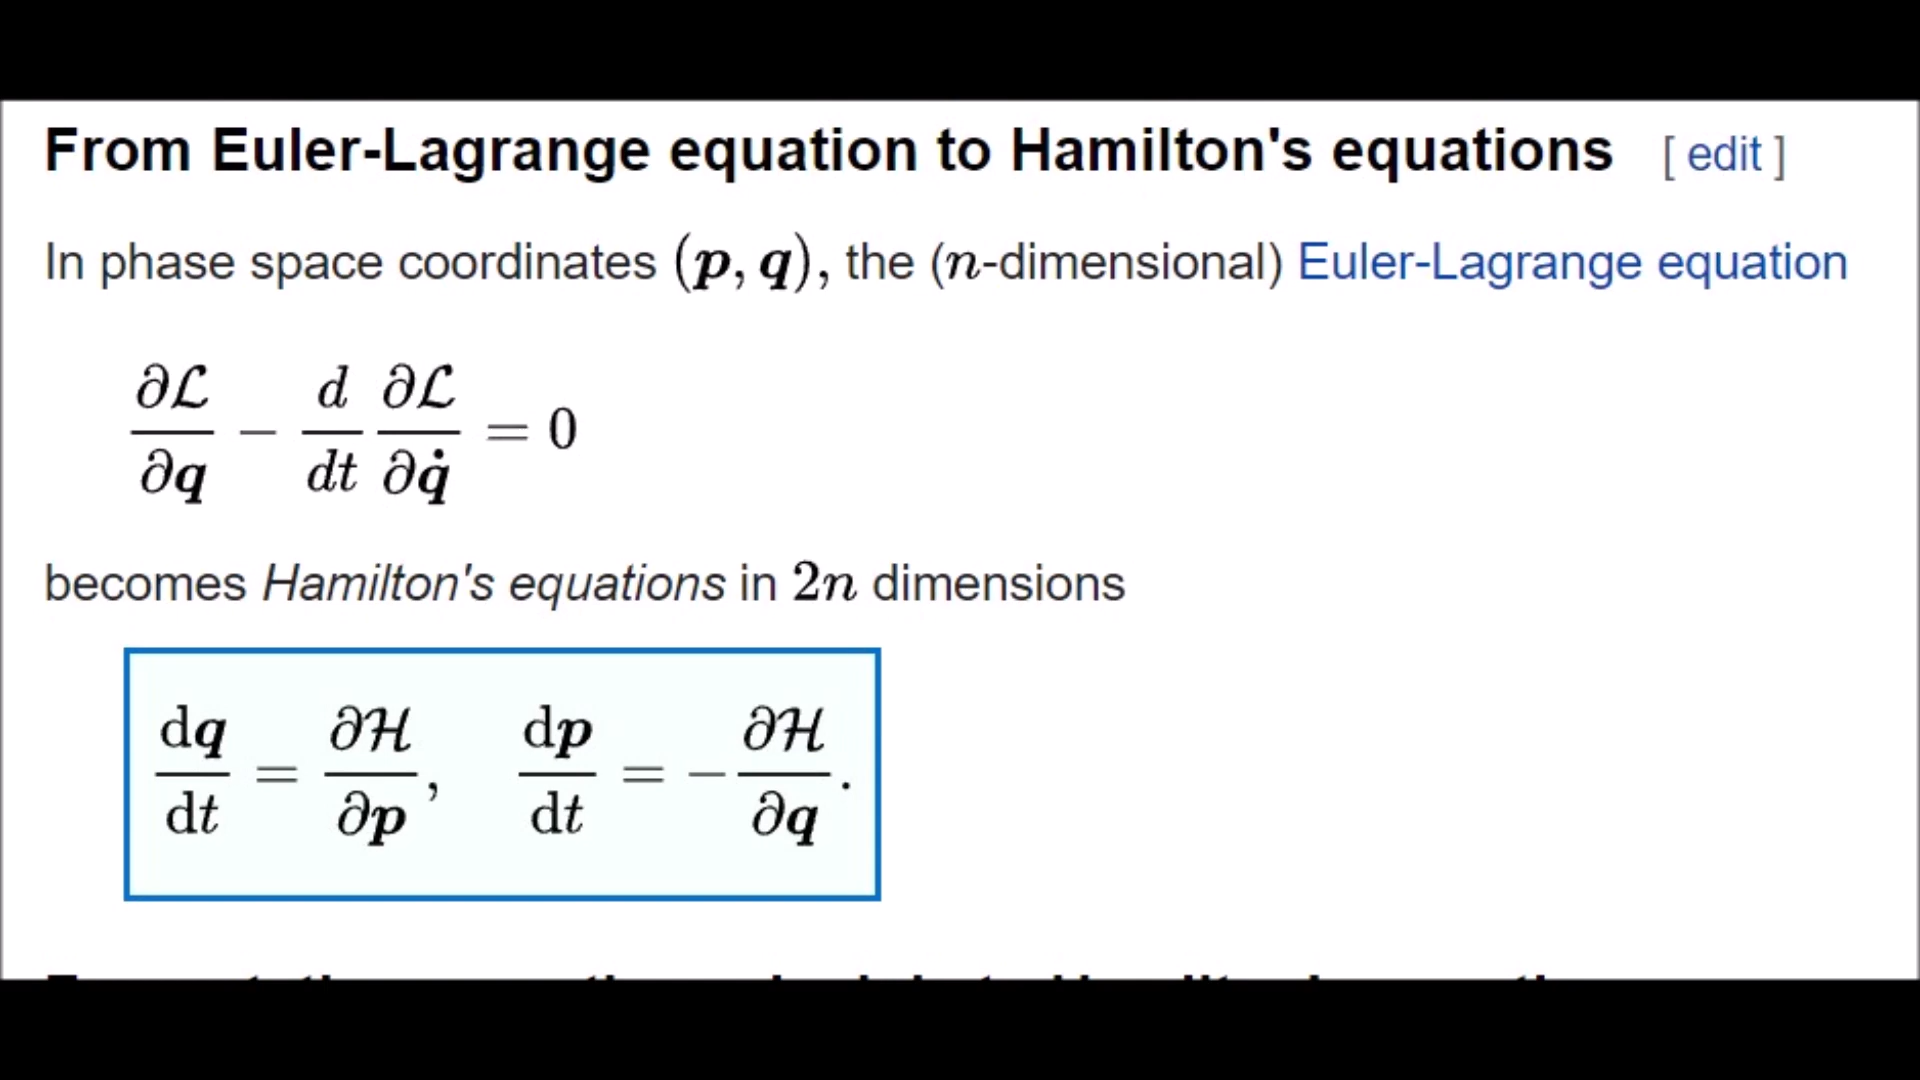 From Euler-Lagrange equation to Hamilton's equations [ edit ]
In phase space coordinates (p, q), the (n-dimensional) Euler-Lagrange equation
∂ℒ/∂q − d/dt ∂ℒ/∂q̇ = 0
becomes Hamilton's equations in 2n dimensions
dq/dt = ∂ℋ/∂p, dp/dt = −∂ℋ/∂q.